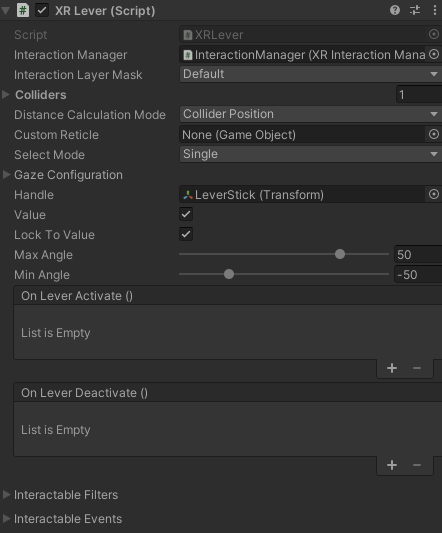 XR Lever (Script)
Script XRLever
Interaction Manager InteractionManager (XR Interaction Mana
Interaction Layer Mask Default
Colliders 1
Distance Calculation Mode Collider Position
Custom Reticle None (Game Object)
Select Mode Single
Gaze Configuration
Handle LeverStick (Transform)
Value
Lock To Value
Max Angle 50
Min Angle -50
On Lever Activate ()
List is Empty
+ −
On Lever Deactivate ()
List is Empty
+ −
Interactable Filters
Interactable Events